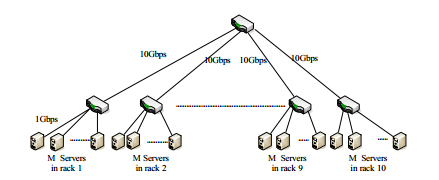 10Gbps
10Gbps
10Gbps
10Gbps
1Gbps
M Servers
in rack 1
M Servers
in rack 2
M Servers
in rack 9
M Servers
in rack 10